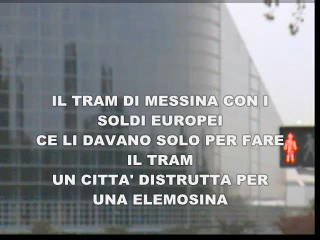 IL TRAM DI MESSINA CON I
SOLDI EUROPEI
CE LI DAVANO SOLO PER FARE
IL TRAM
UN CITTA' DISTRUTTA PER
UNA ELEMOSINA